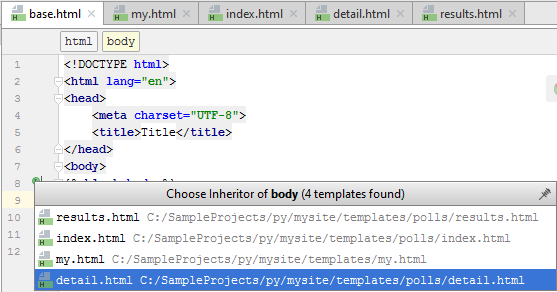 base.html my.html index.html detail.html results.html
html body
1 <!DOCTYPE html>
2 <html lang="en">
3 <head>
4 <meta charset="UTF-8">
5 <title>Title</title>
6 </head>
7 <body>
8
9 Choose Inheritor of body (4 templates found)
10 results.html C:/SampleProjects/py/mysite/templates/polls/results.html
11 index.html C:/SampleProjects/py/mysite/templates/polls/index.html
12 my.html C:/SampleProjects/py/mysite/templates/my.html
detail.html C:/SampleProjects/py/mysite/templates/polls/detail.html